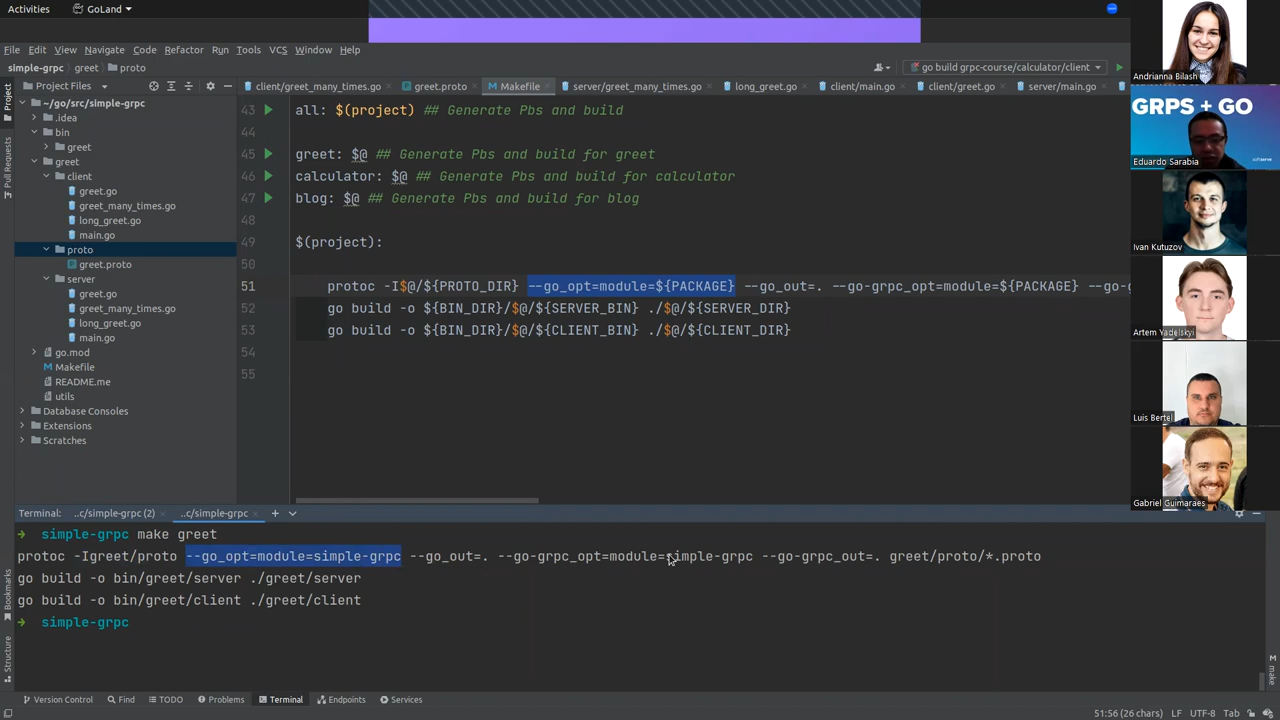 Activities
GoLand
File Edit View Navigate Code Refactor Run Tools VCS Window Help
simple-grpc greet proto
go build grpc-course/calculator/client
Project Files
client/greet_many_times.go greet.proto Makefile server/greet_many_times.go long_greet.go client/main.go client/greet.go server/main.go
Project
Pull Requests
Bookmarks
Structure
~/go/src/simple-grpc
.idea
bin
greet
greet
client
greet.go
greet_many_times.go
long_greet.go
main.go
proto
greet.proto
server
greet.go
greet_many_times.go
long_greet.go
main.go
go.mod
Makefile
README.me
utils
Database Consoles
Extensions
Scratches
43 all: $(project) ## Generate Pbs and build
44
45 greet: $@ ## Generate Pbs and build for greet
46 calculator: $@ ## Generate Pbs and build for calculator
47 blog: $@ ## Generate Pbs and build for blog
48
49 $(project):
50
51 protoc -I$@/${PROTO_DIR} --go_opt=module=${PACKAGE} --go_out=. --go-grpc_opt=module=${PACKAGE} --go-g
52 go build -o ${BIN_DIR}/$@/${SERVER_BIN} ./$@/${SERVER_DIR}
53 go build -o ${BIN_DIR}/$@/${CLIENT_BIN} ./$@/${CLIENT_DIR}
54
55
Terminal: ..c/simple-grpc (2) ..c/simple-grpc
simple-grpc make greet
protoc -Igreet/proto --go_opt=module=simple-grpc --go_out=. --go-grpc_opt=module=simple-grpc --go-grpc_out=. greet/proto/*.proto
go build -o bin/greet/server ./greet/server
go build -o bin/greet/client ./greet/client
simple-grpc
make
Version Control Find TODO Problems Terminal Endpoints Services
51:56 (26 chars) LF UTF-8 Tab
Andrianna Bilash
GRPS + GO
softserve
Eduardo Sarabia
Ivan Kutuzov
Artem Yadelskyi
Luis Bertel
Gabriel Guimaraes